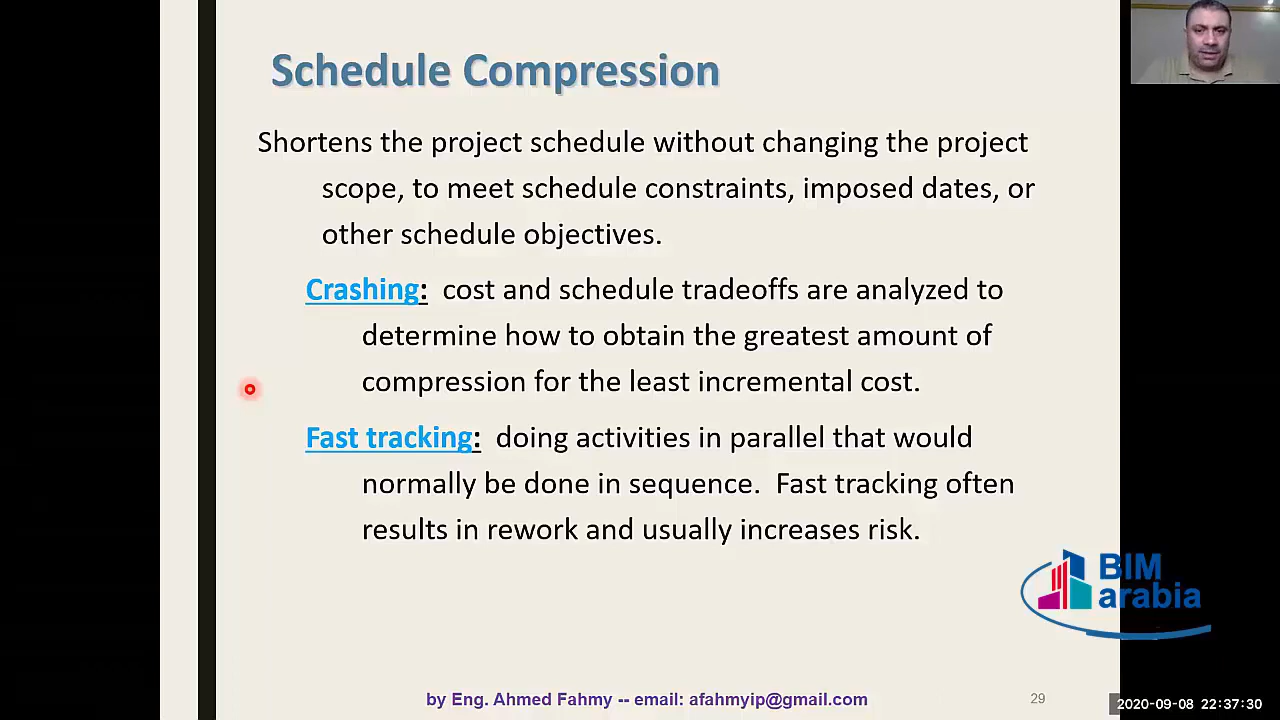 Schedule Compression
Shortens the project schedule without changing the project
scope, to meet schedule constraints, imposed dates, or
other schedule objectives.
Crashing: cost and schedule tradeoffs are analyzed to
determine how to obtain the greatest amount of
compression for the least incremental cost.
Fast tracking: doing activities in parallel that would
normally be done in sequence. Fast tracking often
results in rework and usually increases risk.
BIM
arabia
by Eng. Ahmed Fahmy -- email: afahmyip@gmail.com
29
2020-09-08 22:37:30